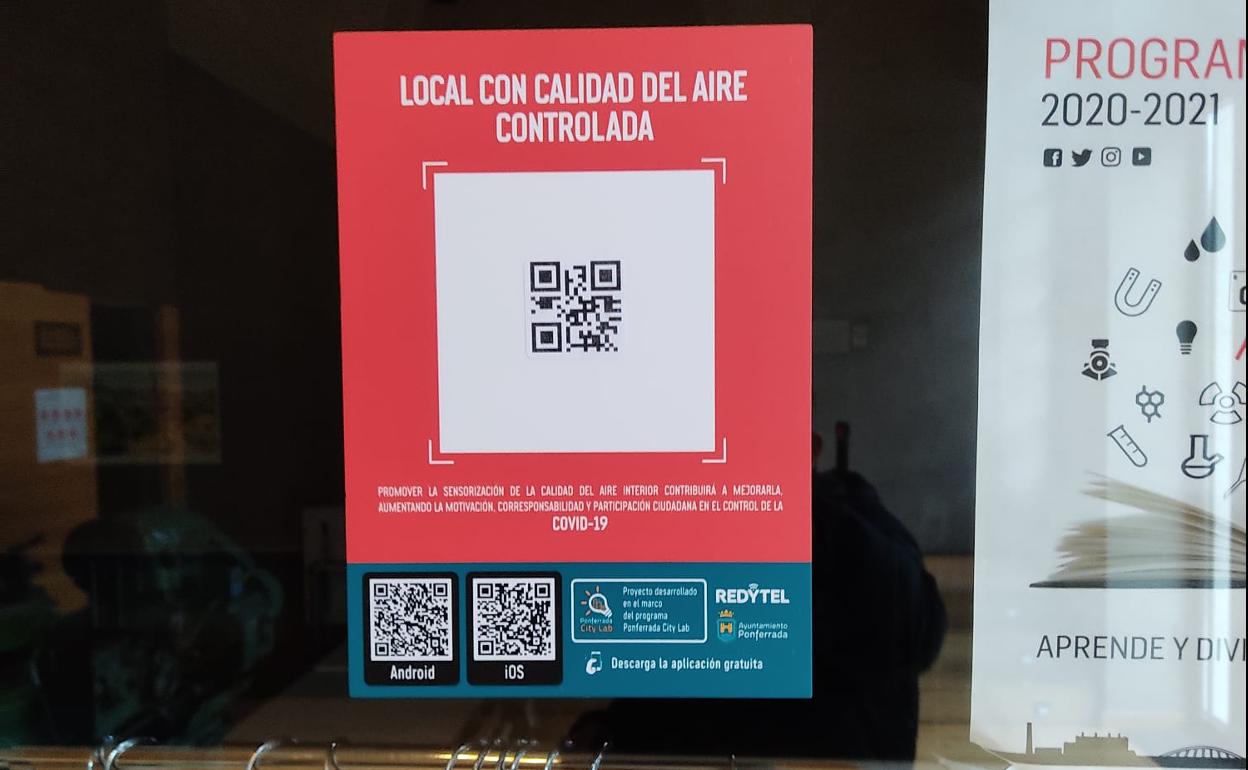 LOCAL CON CALIDAD DEL AIRE
CONTROLADA
PROMOVER LA SENSORIZACIÓN DE LA CALIDAD DEL AIRE INTERIOR CONTRIBUIRÁ A MEJORARLA,
AUMENTANDO LA MOTIVACIÓN, CORRESPONSABILIDAD Y PARTICIPACIÓN CIUDADANA EN EL CONTROL DE LA
COVID-19
Android
iOS
Ponferrada
City Lab
Proyecto desarrollado
en el marco
del programa
Ponferrada City Lab
REDYTEL
Ayuntamiento
Ponferrada
Descarga la aplicación gratuita
PROGRAM
2020-2021
APRENDE Y DIVI